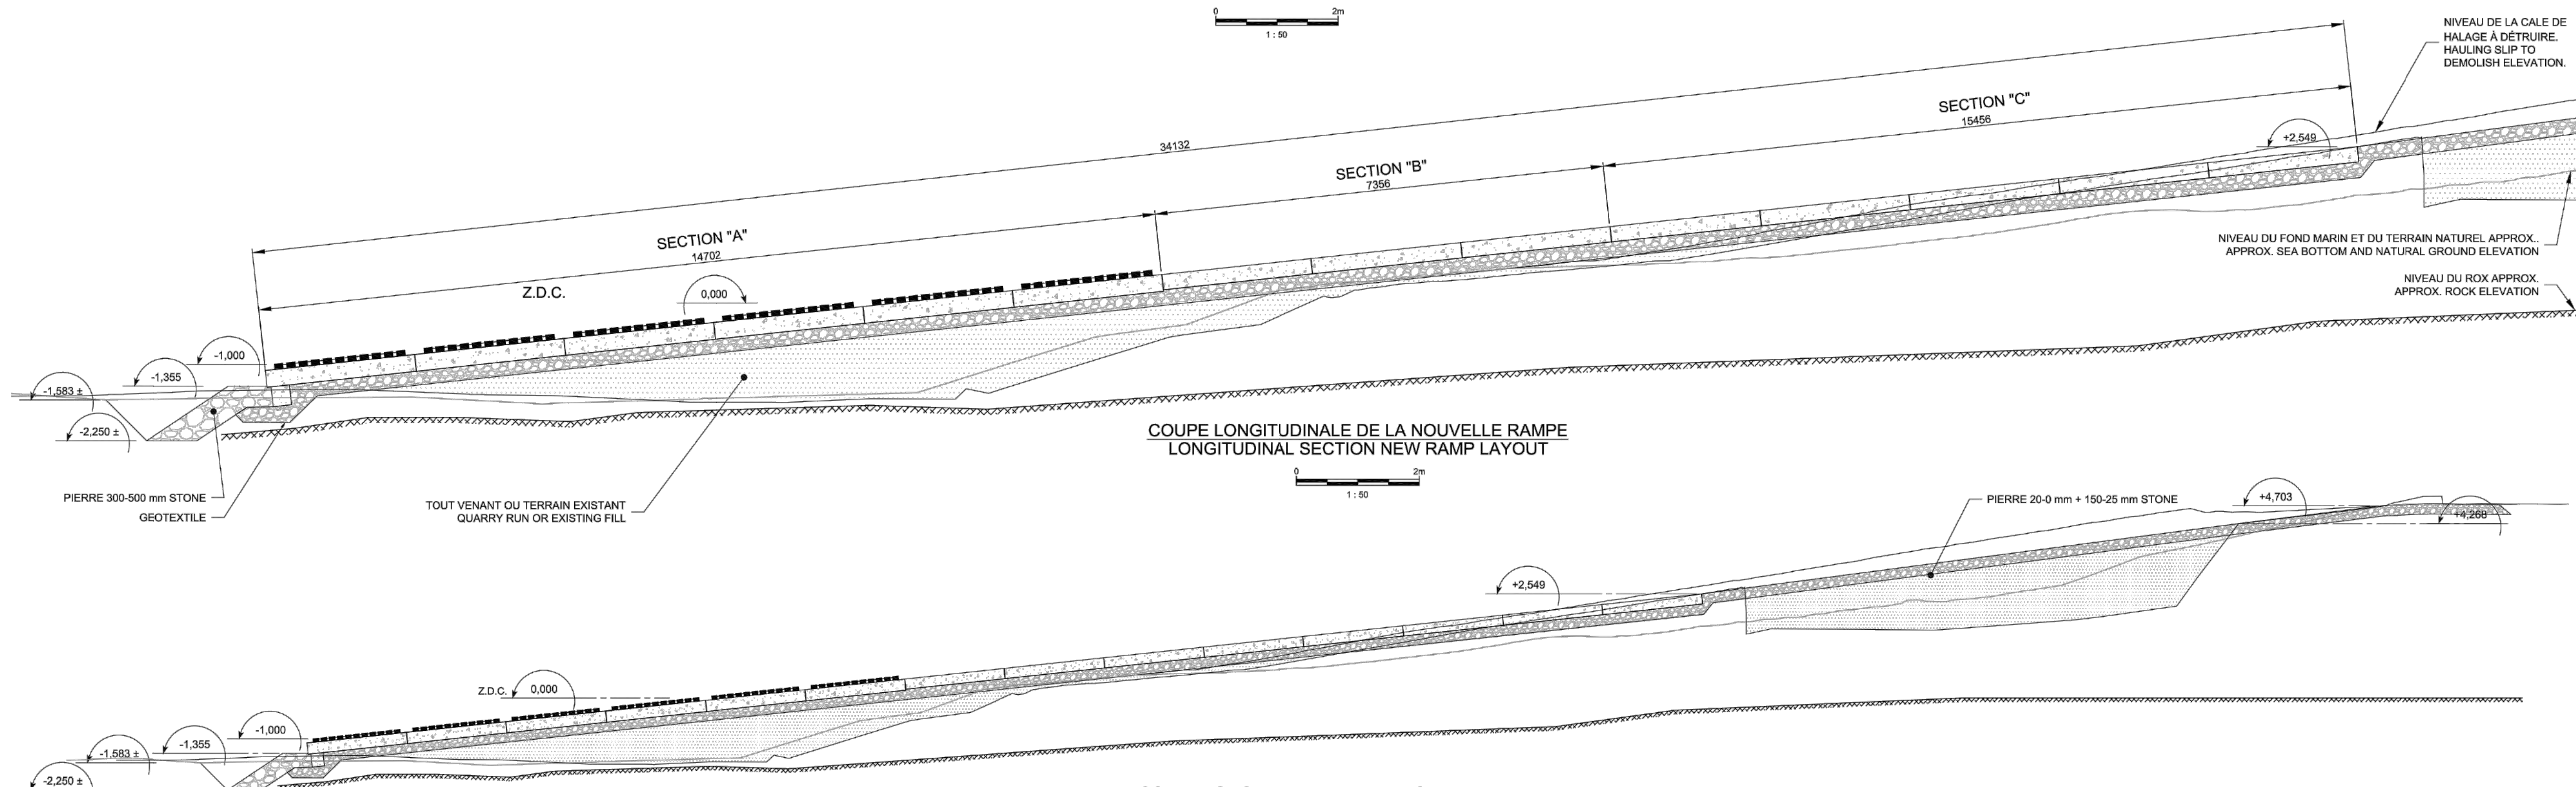 0 2m
1 : 50
NIVEAU DE LA CALE DE
HALAGE À DÉTRUIRE.
HAULING SLIP TO
DEMOLISH ELEVATION.
SECTION "C"
15456
+2,549
34132
SECTION "B"
7356
SECTION "A"
14702
Z.D.C.
0,000
-1,000
-1,355
-1,583 ±
-2,250 ±
NIVEAU DU FOND MARIN ET DU TERRAIN NATUREL APPROX..
APPROX. SEA BOTTOM AND NATURAL GROUND ELEVATION
NIVEAU DU ROX APPROX.
APPROX. ROCK ELEVATION
COUPE LONGITUDINALE DE LA NOUVELLE RAMPE
LONGITUDINAL SECTION NEW RAMP LAYOUT
0 2m
1 : 50
PIERRE 300-500 mm STONE
GEOTEXTILE
TOUT VENANT OU TERRAIN EXISTANT
QUARRY RUN OR EXISTING FILL
PIERRE 20-0 mm + 150-25 mm STONE
+4,703
+4,268
+2,549
Z.D.C.
0,000
-1,000
-1,355
-1,583 ±
-2,250 ±